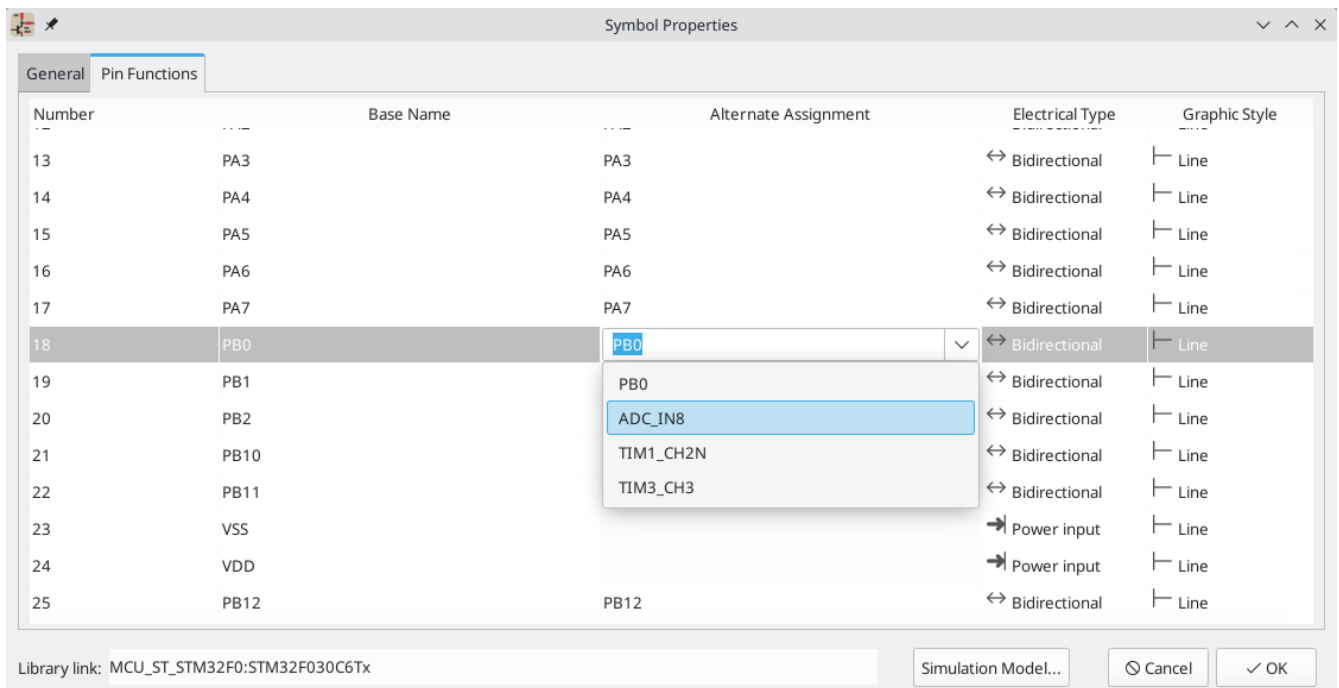 Symbol Properties
General Pin Functions
Number Base Name Alternate Assignment Electrical Type Graphic Style
13 PA3 PA3 Bidirectional Line
14 PA4 PA4 Bidirectional Line
15 PA5 PA5 Bidirectional Line
16 PA6 PA6 Bidirectional Line
17 PA7 PA7 Bidirectional Line
18 PB0 PB0 Bidirectional Line
19 PB1 PB0 Bidirectional Line
20 PB2 ADC_IN8 Bidirectional Line
21 PB10 TIM1_CH2N Bidirectional Line
22 PB11 TIM3_CH3 Bidirectional Line
23 VSS Power input Line
24 VDD Power input Line
25 PB12 PB12 Bidirectional Line
Library link: MCU_ST_STM32F0:STM32F030C6Tx Simulation Model... Cancel OK